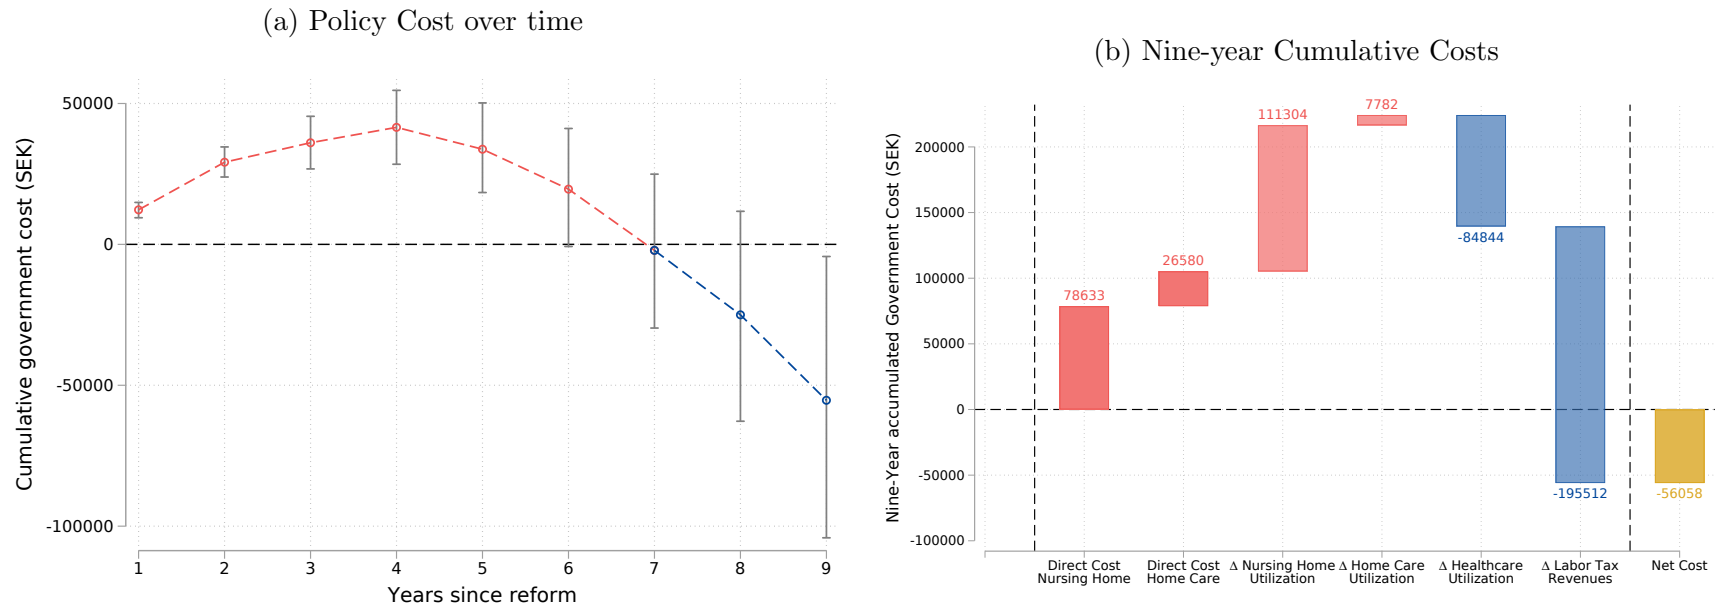 (a) Policy Cost over time
Cumulative government cost (SEK)
50000
0
-50000
-100000
1 2 3 4 5 6 7 8 9
Years since reform
(b) Nine-year Cumulative Costs
Nine-Year accumulated Government Cost (SEK)
200000
150000
100000
50000
0
-50000
-100000
78633
26580
111304
7782
-84844
-195512
-56058
Direct Cost
Nursing Home
Direct Cost
Home Care
Δ Nursing Home
Utilization
Δ Home Care
Utilization
Δ Healthcare
Utilization
Δ Labor Tax
Revenues
Net Cost